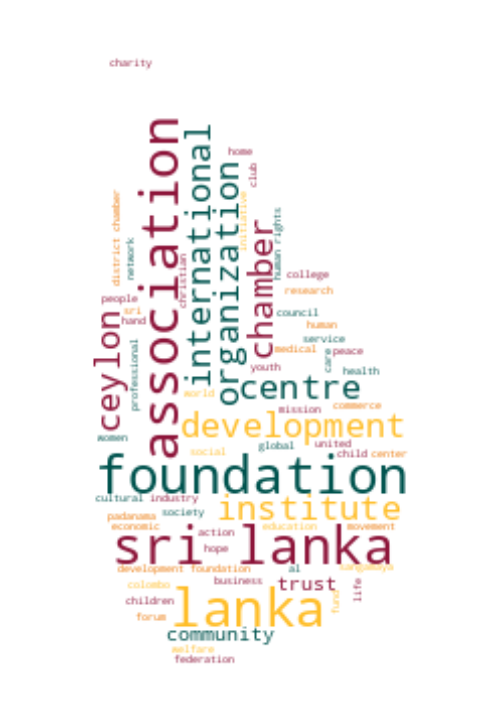 charity
association
international
organization
home
club
initiative
human rights
chamber
district chamber
network
christian
college
research
people
sri
hand
ceylon
professional
council
human
service
medical
care
peace
youth
health
centre
world
mission
commerce
development
women
social
global
united
child
center
foundation
cultural
industry
institute
padanama
society
economic
action
education
movement
sri lanka
hope
development foundation
al
sangamaya
colombo
business
trust
life
children
lanka
fund
forum
community
welfare
federation